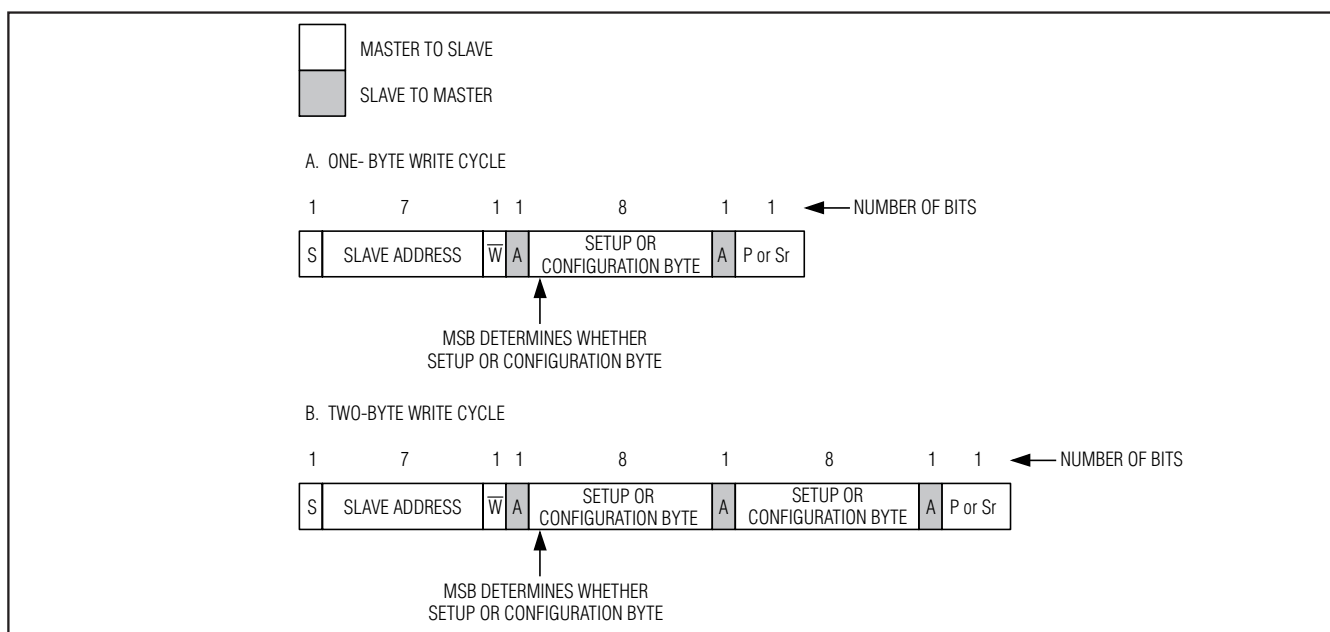 MASTER TO SLAVE
SLAVE TO MASTER
A. ONE- BYTE WRITE CYCLE
1 7 1 1 8 1 1 NUMBER OF BITS
S SLAVE ADDRESS W̅ A SETUP OR CONFIGURATION BYTE A P or Sr
MSB DETERMINES WHETHER
SETUP OR CONFIGURATION BYTE
B. TWO-BYTE WRITE CYCLE
1 7 1 1 8 1 8 1 1 NUMBER OF BITS
S SLAVE ADDRESS W̅ A SETUP OR CONFIGURATION BYTE A SETUP OR CONFIGURATION BYTE A P or Sr
MSB DETERMINES WHETHER
SETUP OR CONFIGURATION BYTE